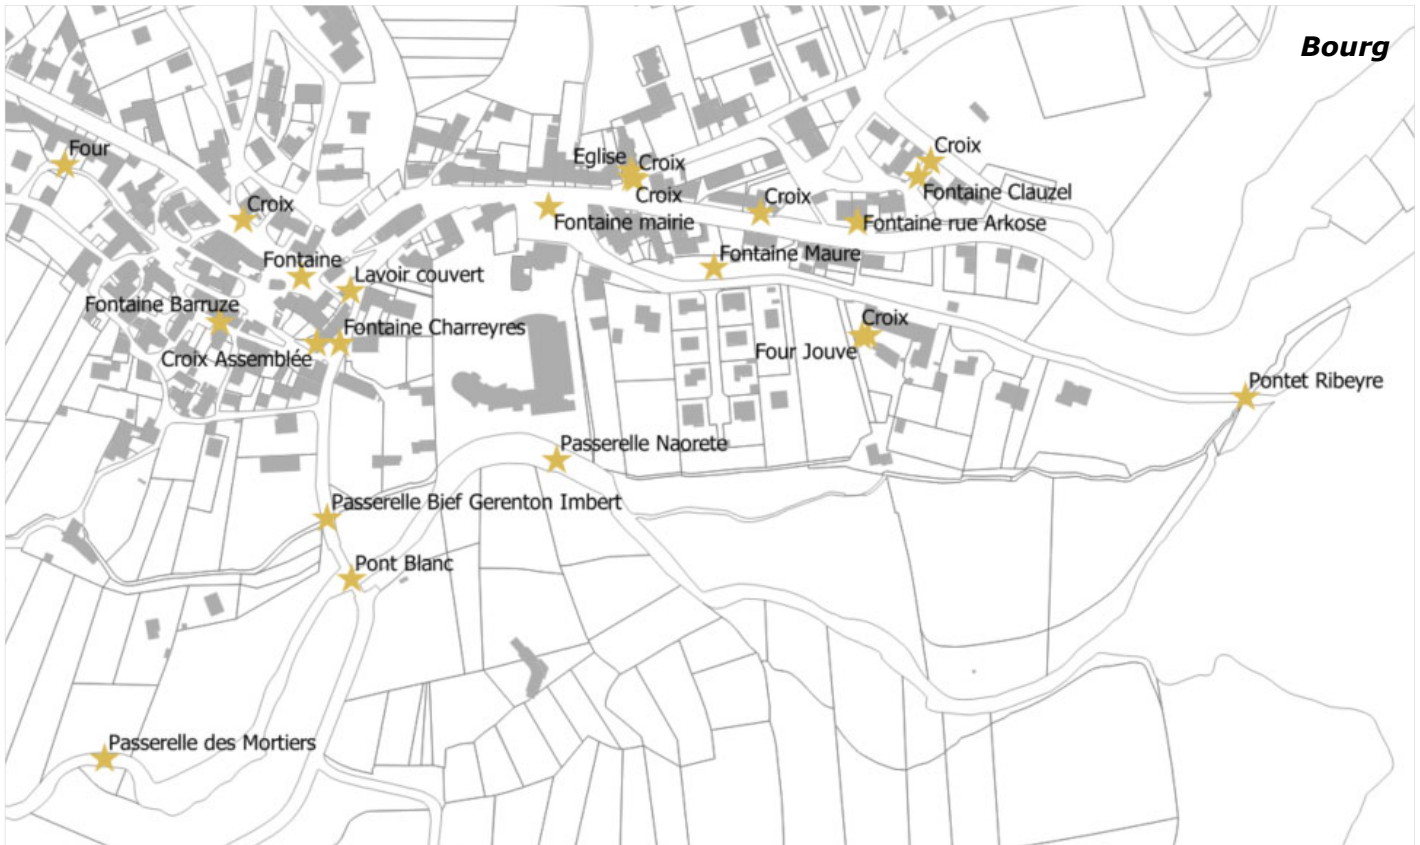 Bourg
Four
Croix
Eglise
Croix
Croix
Croix
Croix
Fontaine Clauzel
Fontaine mairie
Fontaine rue Arkose
Fontaine
Fontaine Maure
Lavoir couvert
Fontaine Barruze
Fontaine Charreyres
Croix
Croix Assemblée
Four Jouve
Pontet Ribeyre
Passerelle Naorete
Passerelle Bief Gerenton Imbert
Pont Blanc
Passerelle des Mortiers